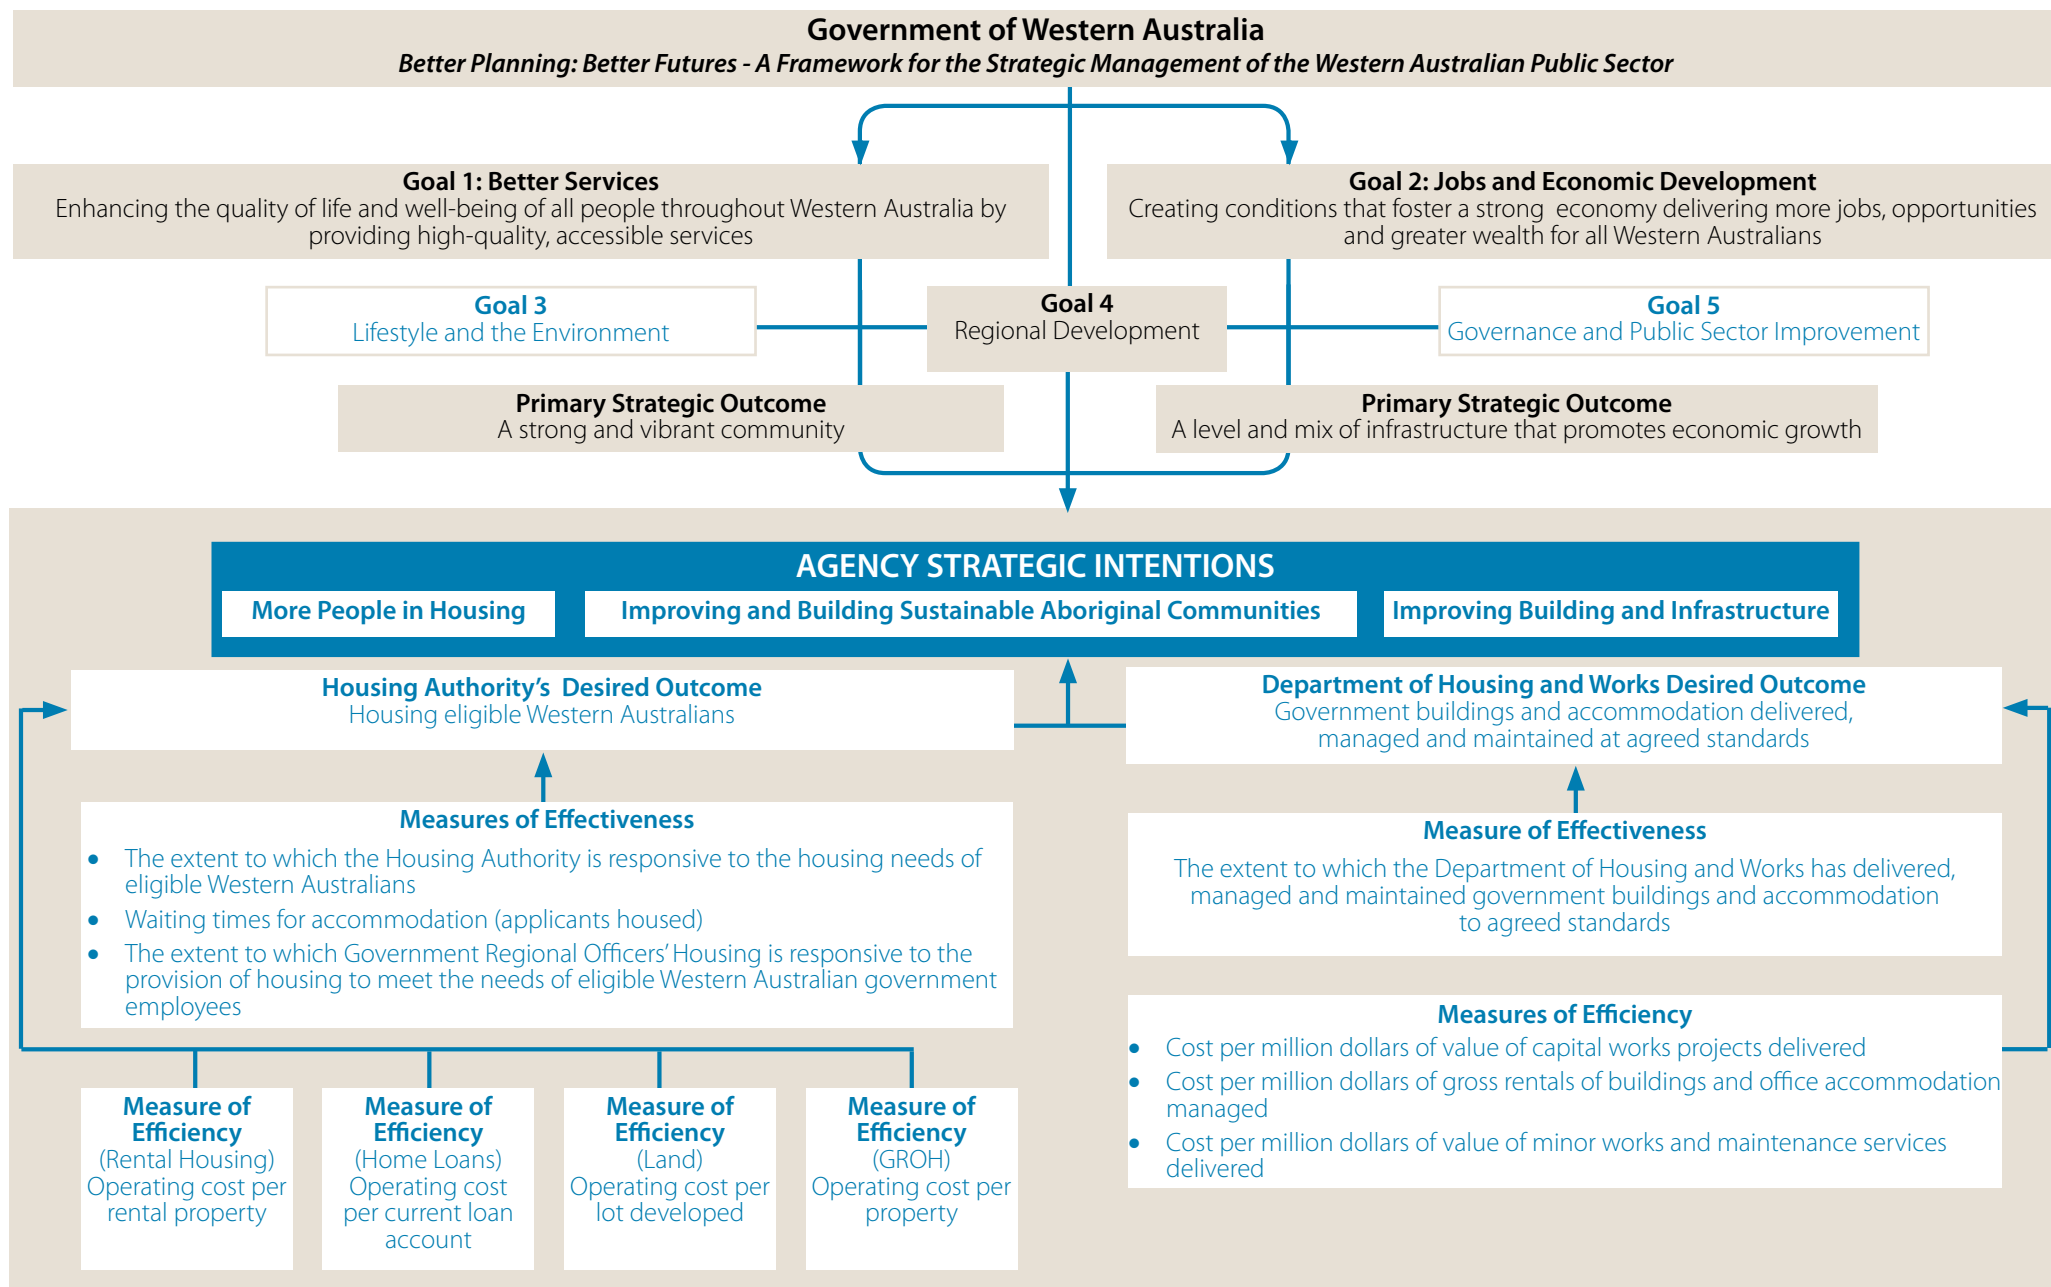 Government of Western Australia
Better Planning: Better Futures - A Framework for the Strategic Management of the Western Australian Public Sector
Goal 1: Better Services
Enhancing the quality of life and well-being of all people throughout Western Australia by
providing high-quality, accessible services
Goal 2: Jobs and Economic Development
Creating conditions that foster a strong economy delivering more jobs, opportunities
and greater wealth for all Western Australians
Goal 3
Lifestyle and the Environment
Goal 4
Regional Development
Goal 5
Governance and Public Sector Improvement
Primary Strategic Outcome
A strong and vibrant community
Primary Strategic Outcome
A level and mix of infrastructure that promotes economic growth
AGENCY STRATEGIC INTENTIONS
More People in Housing
Improving and Building Sustainable Aboriginal Communities
Improving Building and Infrastructure
Housing Authority's Desired Outcome
Housing eligible Western Australians
Department of Housing and Works Desired Outcome
Government buildings and accommodation delivered,
managed and maintained at agreed standards
Measures of Effectiveness
• The extent to which the Housing Authority is responsive to the housing needs of
eligible Western Australians
• Waiting times for accommodation (applicants housed)
• The extent to which Government Regional Officers' Housing is responsive to the
provision of housing to meet the needs of eligible Western Australian government
employees
Measure of Effectiveness
The extent to which the Department of Housing and Works has delivered,
managed and maintained government buildings and accommodation
to agreed standards
Measures of Efficiency
• Cost per million dollars of value of capital works projects delivered
• Cost per million dollars of gross rentals of buildings and office accommodation
managed
• Cost per million dollars of value of minor works and maintenance services
delivered
Measure of
Efficiency
(Rental Housing)
Operating cost per
rental property
Measure of
Efficiency
(Home Loans)
Operating cost
per current loan
account
Measure of
Efficiency
(Land)
Operating cost per
lot developed
Measure of
Efficiency
(GROH)
Operating cost per
property